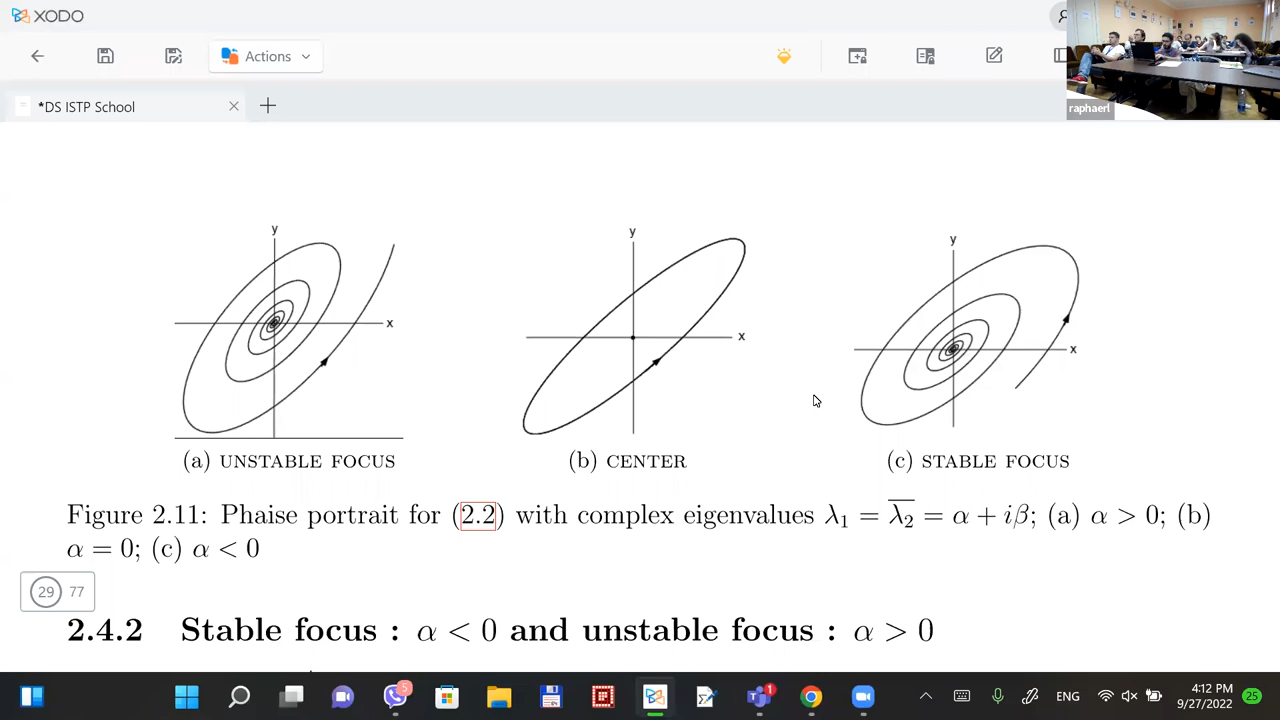 XODO
Actions
*DS ISTP School
raphaerl
y
x
(a) UNSTABLE FOCUS
y
x
(b) CENTER
y
x
(c) STABLE FOCUS
Figure 2.11: Phaise portrait for (2.2) with complex eigenvalues λ₁ = λ̅₂ = α + iβ; (a) α > 0; (b)
α = 0; (c) α < 0
29 77
2.4.2 Stable focus : α < 0 and unstable focus : α > 0
5
1
ENG
4:12 PM
9/27/2022
25